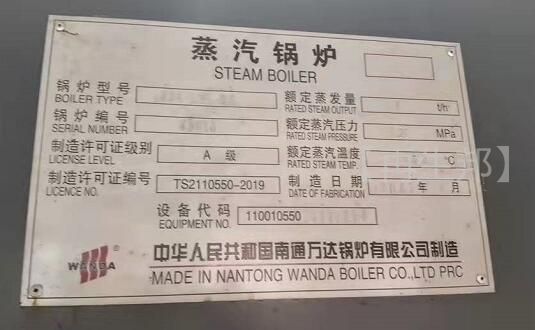 蒸汽锅炉
STEAM BOILER
锅炉型号
BOILER TYPE
额定蒸发量
RATED STEAM OUTPUT
t/h
锅炉编号
SERIAL NUMBER
额定蒸汽压力
RATED STEAM PRESSURE
MPa
制造许可证级别
LICENSE LEVEL
A 级
额定蒸汽温度
RATED STEAM TEMP.
℃
制造许可证编号
LICENCE NO.
TS2110550-2019
制造日期
DATE OF FABRICATION
年 月
设备代码
EQUIPMENT NO.
110010550
WANDA
中华人民共和国南通万达锅炉有限公司制造
MADE IN NANTONG WANDA BOILER CO.,LTD PRC